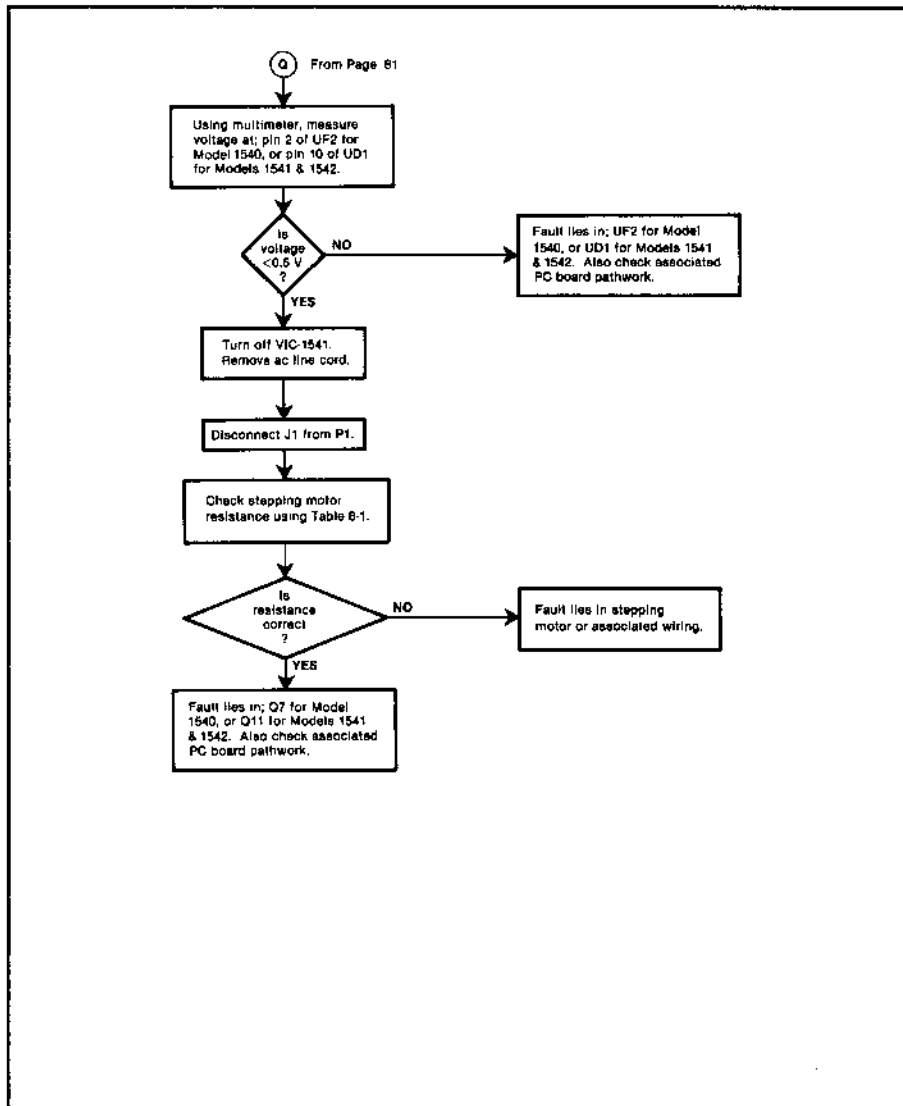 Q From Page 81
Using multimeter, measure
voltage at; pin 2 of UF2 for
Model 1540, or pin 10 of UD1
for Models 1541 & 1542.
Is
voltage
<0.5 V
?
NO
Fault lies in; UF2 for Model
1540, or UD1 for Models 1541
& 1542. Also check associated
PC board pathwork.
YES
Turn off VIC-1541.
Remove ac line cord.
Disconnect J1 from P1.
Check stepping motor
resistance using Table 6-1.
Is
resistance
correct
?
NO
Fault lies in stepping
motor or associated wiring.
YES
Fault lies in; Q7 for Model
1540, or Q11 for Models 1541
& 1542. Also check associated
PC board pathwork.